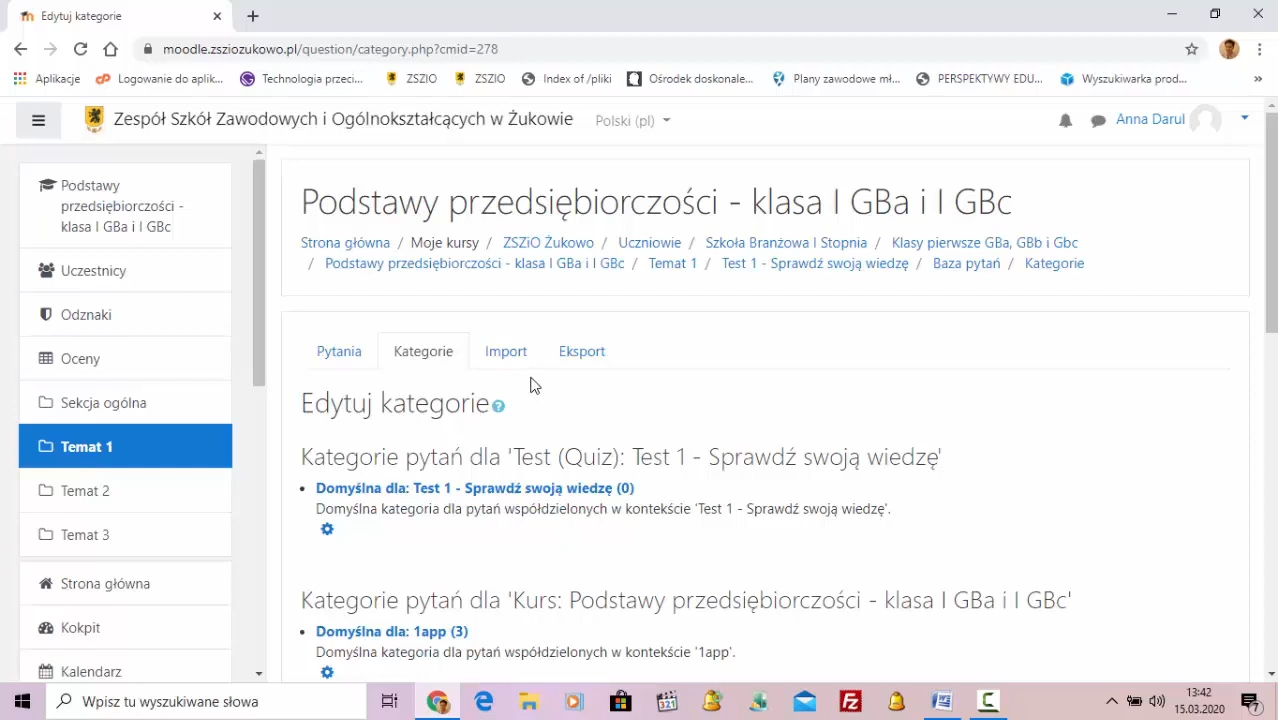 Edytuj kategorie
moodle.zsziozukowo.pl/question/category.php?cmid=278
Aplikacje
Logowanie do aplik...
Technologia przeci...
ZSZIO
ZSZIO
Index of /pliki
Ośrodek doskonale...
Plany zawodowe mł...
PERSPEKTYWY EDU...
Wyszukiwarka prod...
»
Zespół Szkół Zawodowych i Ogólnokształcących w Żukowie
Polski (pl)
Anna Darul
Podstawy
przedsiębiorczości -
klasa I GBa i I GBc
Uczestnicy
Odznaki
Oceny
Sekcja ogólna
Temat 1
Temat 2
Temat 3
Strona główna
Kokpit
Kalendarz
Podstawy przedsiębiorczości - klasa I GBa i I GBc
Strona główna / Moje kursy / ZSZiO Żukowo / Uczniowie / Szkoła Branżowa I Stopnia / Klasy pierwsze GBa, GBb i Gbc
/ Podstawy przedsiębiorczości - klasa I GBa i I GBc / Temat 1 / Test 1 - Sprawdź swoją wiedzę / Baza pytań / Kategorie
Pytania Kategorie Import Eksport
Edytuj kategorie
Kategorie pytań dla 'Test (Quiz): Test 1 - Sprawdź swoją wiedzę'
Domyślna dla: Test 1 - Sprawdź swoją wiedzę (0)
Domyślna kategoria dla pytań współdzielonych w kontekście 'Test 1 - Sprawdź swoją wiedzę'.
Kategorie pytań dla 'Kurs: Podstawy przedsiębiorczości - klasa I GBa i I GBc'
Domyślna dla: 1app (3)
Domyślna kategoria dla pytań współdzielonych w kontekście '1app'.
Wpisz tu wyszukiwane słowa
321
13:42
15.03.2020
7